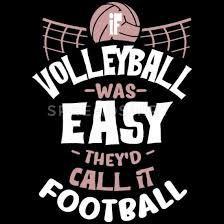 iF
VOLLEYBALL
-WAS-
EASY
-THEY'D-
CALL iT
FOOTBALL